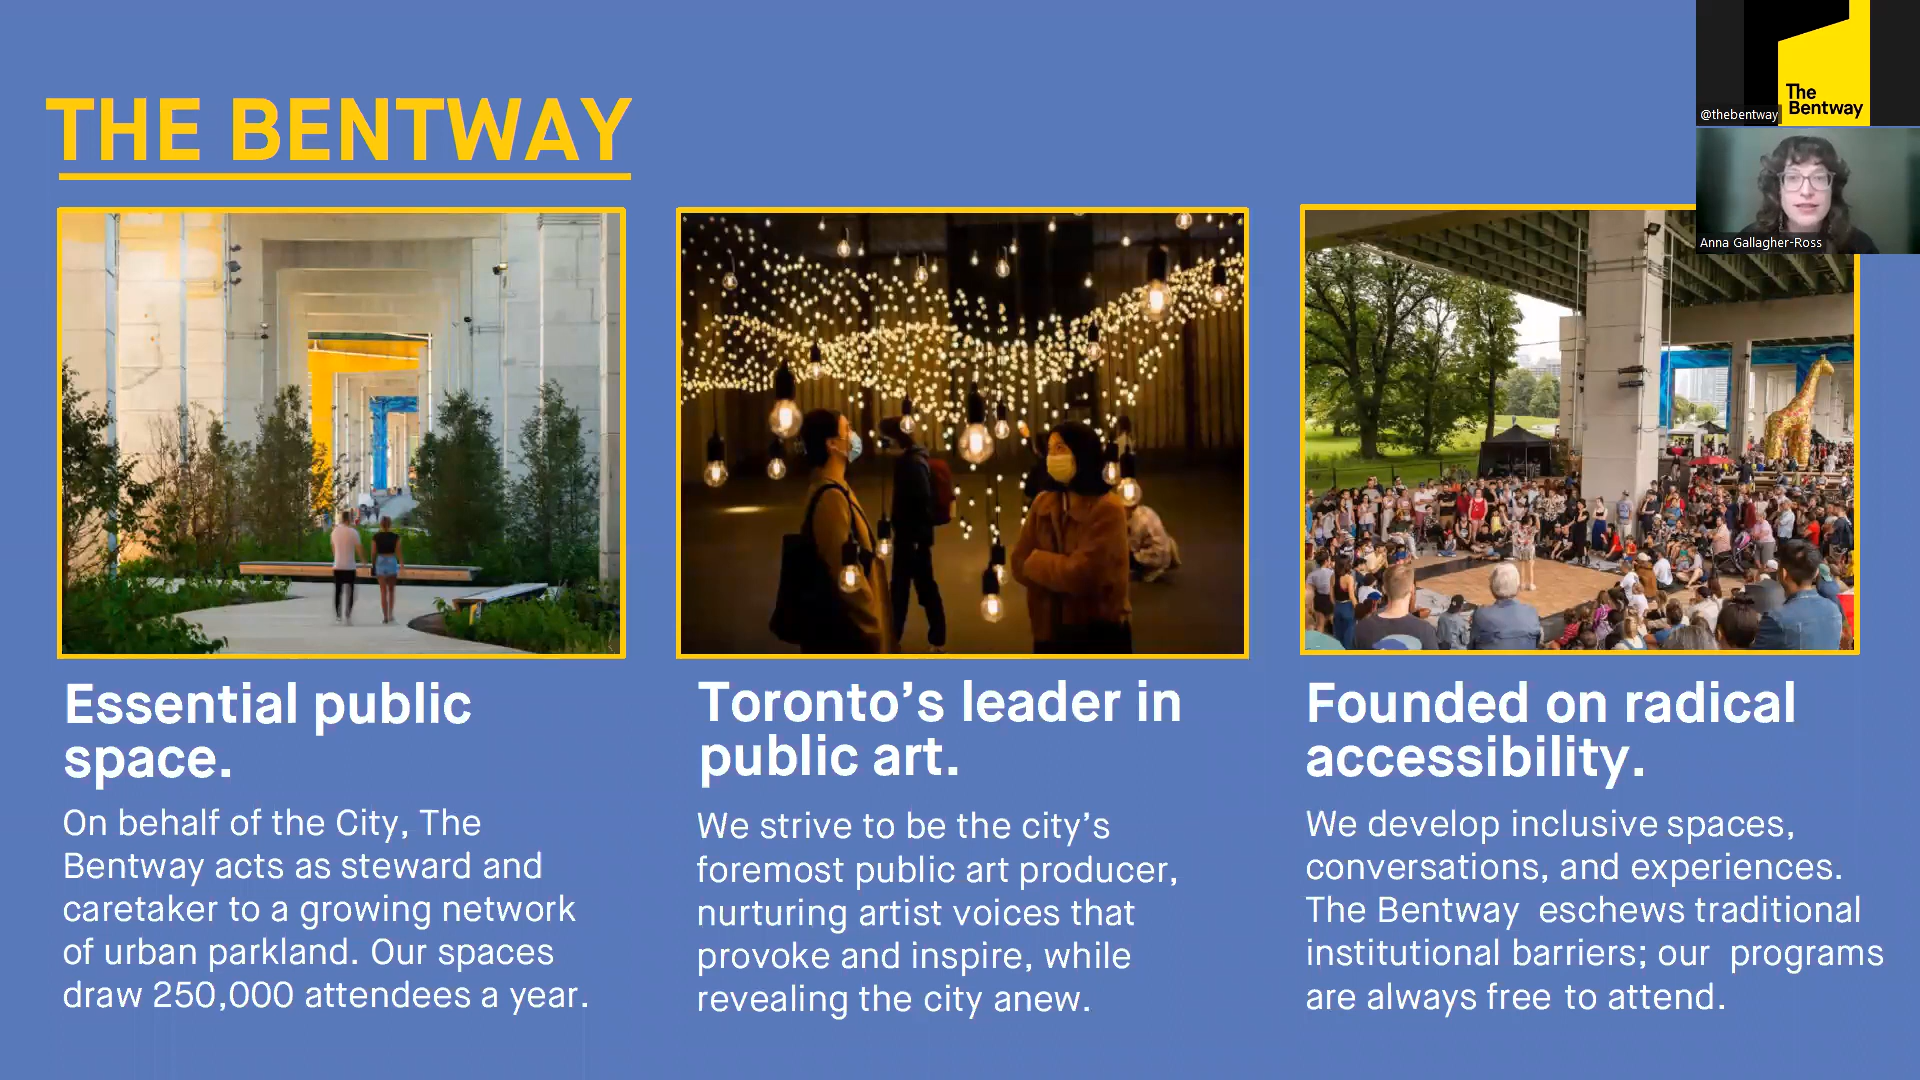 THE BENTWAY
The
Bentway
@thebentway
Anna Gallagher-Ross
Essential public
space.
On behalf of the City, The
Bentway acts as steward and
caretaker to a growing network
of urban parkland. Our spaces
draw 250,000 attendees a year.
Toronto’s leader in
public art.
We strive to be the city’s
foremost public art producer,
nurturing artist voices that
provoke and inspire, while
revealing the city anew.
Founded on radical
accessibility.
We develop inclusive spaces,
conversations, and experiences.
The Bentway  eschews traditional
institutional barriers; our  programs
are always free to attend.